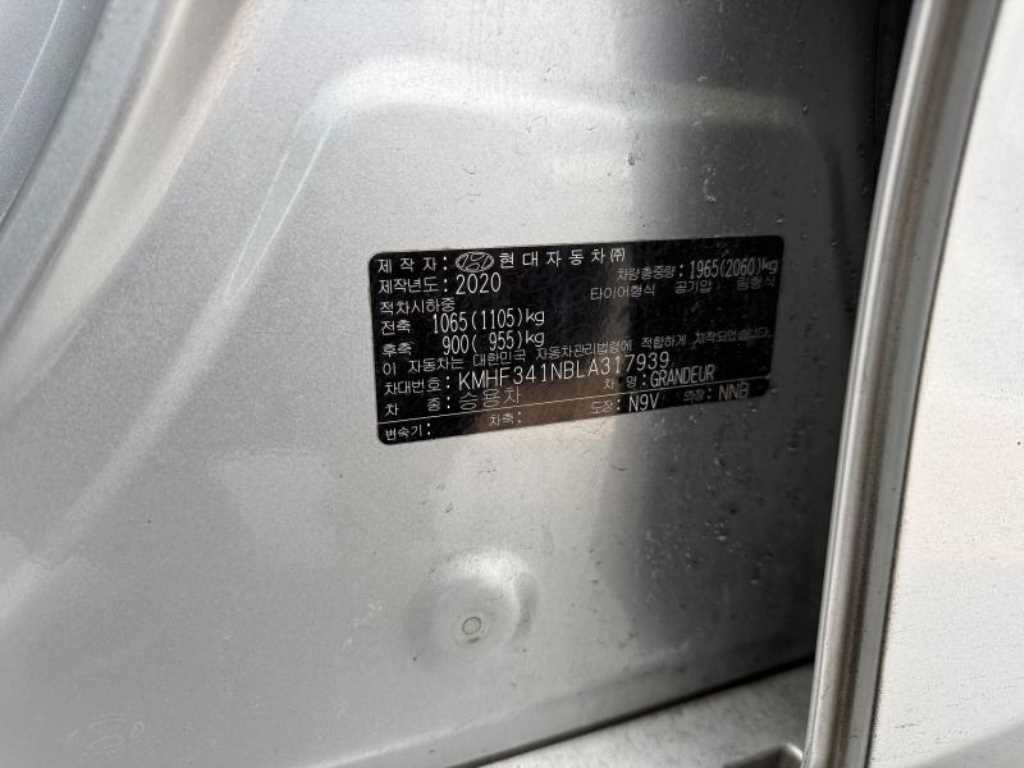 제작자: 현대자동차(주)
제작년도: 2020 차량총중량: 1965(2060)kg
적차시하중 타이어형식 공기압 림형식
전축 1065(1105)kg
후축 900( 955)kg
이 자동차는 대한민국 자동차관리법령에 적합하게 제작되었습니다.
차대번호: KMHF341NBLA317939
차 종: 승용차 차 명: GRANDEUR
변속기: 차축: 도장: N9V 의장: NNB